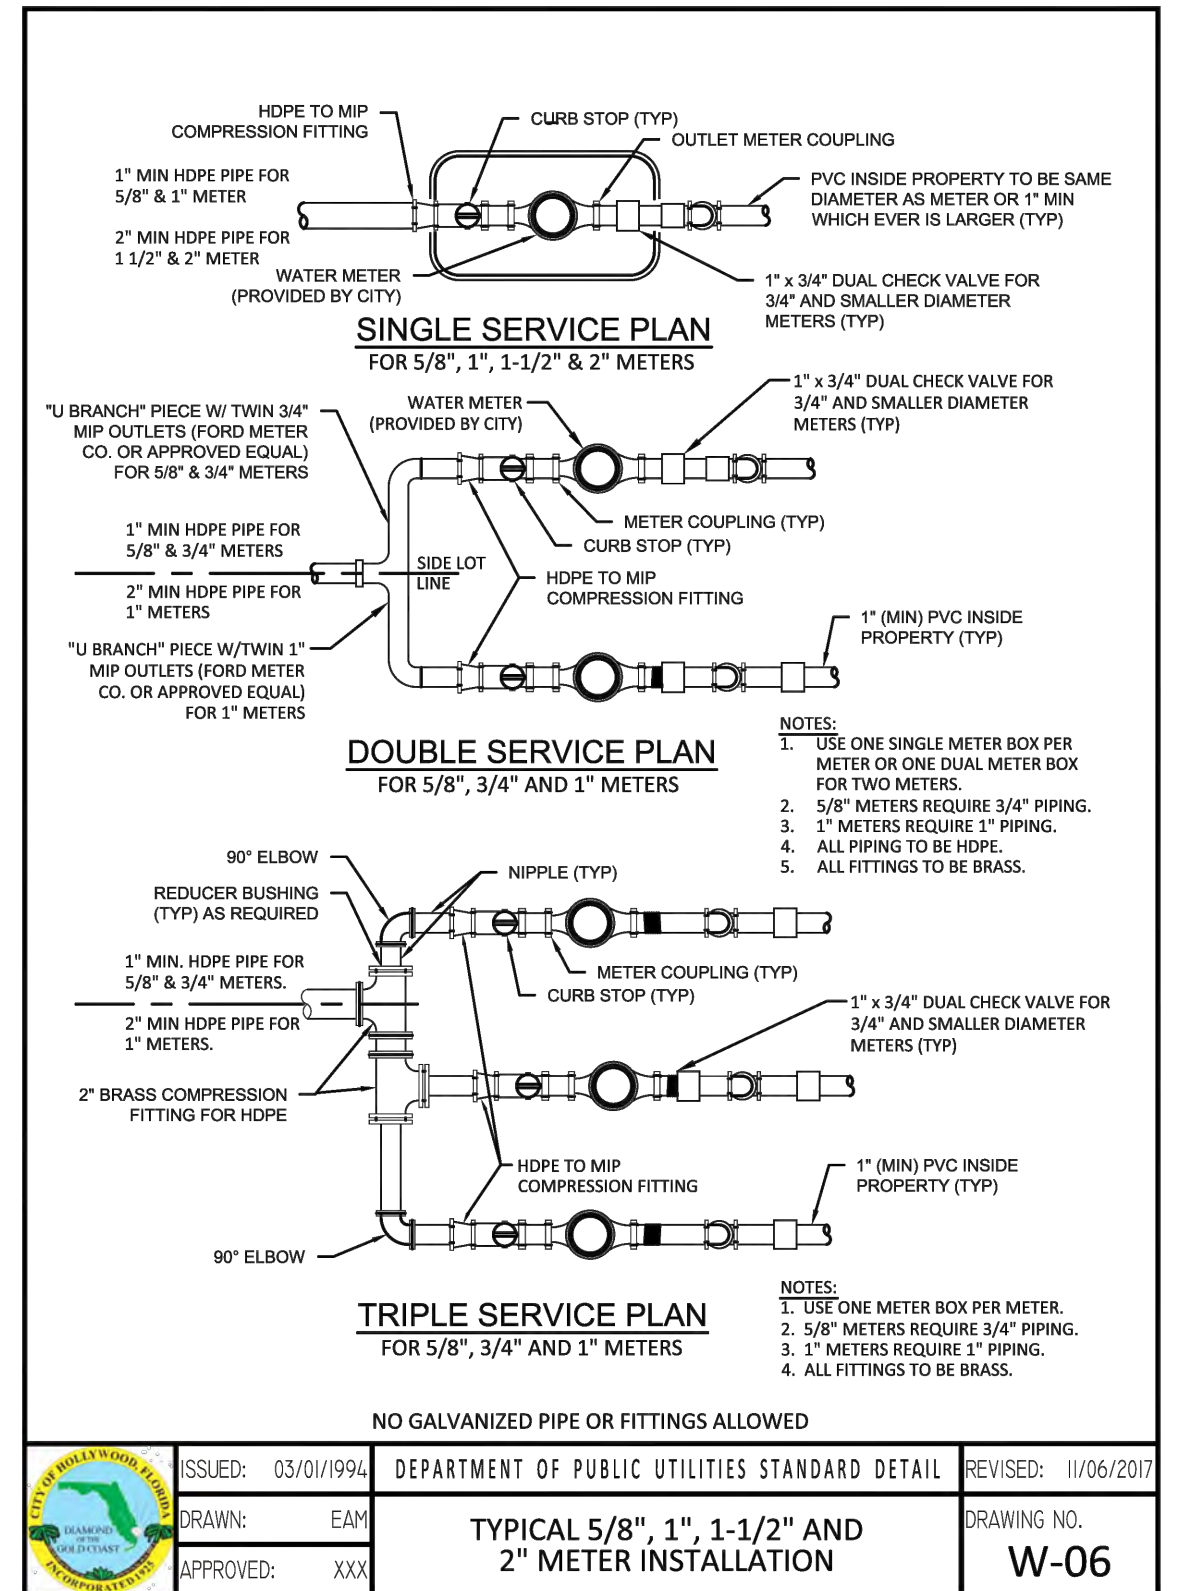 HDPE TO MIP
COMPRESSION FITTING
CURB STOP (TYP)
OUTLET METER COUPLING
1" MIN HDPE PIPE FOR
5/8" & 1" METER
PVC INSIDE PROPERTY TO BE SAME
DIAMETER AS METER OR 1" MIN
WHICH EVER IS LARGER (TYP)
2" MIN HDPE PIPE FOR
1 1/2" & 2" METER
WATER METER
(PROVIDED BY CITY)
1" x 3/4" DUAL CHECK VALVE FOR
3/4" AND SMALLER DIAMETER
METERS (TYP)
SINGLE SERVICE PLAN
FOR 5/8", 1", 1-1/2" & 2" METERS
"U BRANCH" PIECE W/ TWIN 3/4"
MIP OUTLETS (FORD METER
CO. OR APPROVED EQUAL)
FOR 5/8" & 3/4" METERS
WATER METER
(PROVIDED BY CITY)
1" x 3/4" DUAL CHECK VALVE FOR
3/4" AND SMALLER DIAMETER
METERS (TYP)
1" MIN HDPE PIPE FOR
5/8" & 3/4" METERS
METER COUPLING (TYP)
CURB STOP (TYP)
SIDE LOT
LINE
2" MIN HDPE PIPE FOR
1" METERS
HDPE TO MIP
COMPRESSION FITTING
1" (MIN) PVC INSIDE
PROPERTY (TYP)
"U BRANCH" PIECE W/TWIN 1"
MIP OUTLETS (FORD METER
CO. OR APPROVED EQUAL)
FOR 1" METERS
DOUBLE SERVICE PLAN
FOR 5/8", 3/4" AND 1" METERS
NOTES:
1. USE ONE SINGLE METER BOX PER
METER OR ONE DUAL METER BOX
FOR TWO METERS.
2. 5/8" METERS REQUIRE 3/4" PIPING.
3. 1" METERS REQUIRE 1" PIPING.
4. ALL PIPING TO BE HDPE.
5. ALL FITTINGS TO BE BRASS.
90° ELBOW
NIPPLE (TYP)
REDUCER BUSHING
(TYP) AS REQUIRED
1" MIN. HDPE PIPE FOR
5/8" & 3/4" METERS.
METER COUPLING (TYP)
CURB STOP (TYP)
2" MIN HDPE PIPE FOR
1" METERS.
1" x 3/4" DUAL CHECK VALVE FOR
3/4" AND SMALLER DIAMETER
METERS (TYP)
2" BRASS COMPRESSION
FITTING FOR HDPE
HDPE TO MIP
COMPRESSION FITTING
1" (MIN) PVC INSIDE
PROPERTY (TYP)
90° ELBOW
TRIPLE SERVICE PLAN
FOR 5/8", 3/4" AND 1" METERS
NOTES:
1. USE ONE METER BOX PER METER.
2. 5/8" METERS REQUIRE 3/4" PIPING.
3. 1" METERS REQUIRE 1" PIPING.
4. ALL FITTINGS TO BE BRASS.
NO GALVANIZED PIPE OR FITTINGS ALLOWED
CITY OF HOLLYWOOD, FLORIDA
DIAMOND
OF THE
GOLD COAST
INCORPORATED 1925
ISSUED: 03/01/1994
DRAWN: EAM
APPROVED: XXX
DEPARTMENT OF PUBLIC UTILITIES STANDARD DETAIL
TYPICAL 5/8", 1", 1-1/2" AND
2" METER INSTALLATION
REVISED: 11/06/2017
DRAWING NO.
W-06